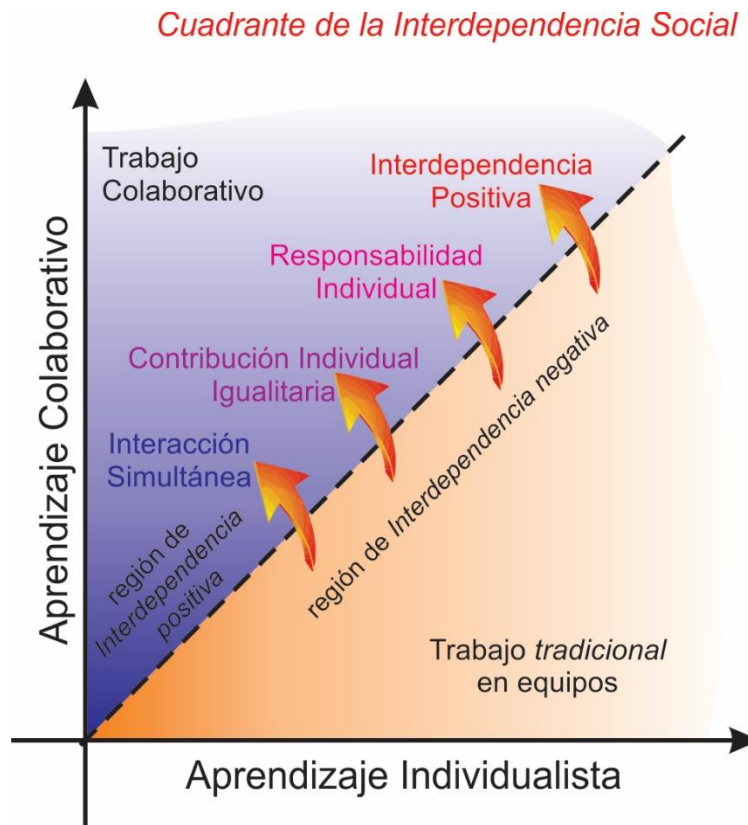 Cuadrante de la Interdependencia Social
Trabajo
Colaborativo
Interdependencia
Positiva
Responsabilidad
Individual
Contribución Individual
Igualitaria
Interacción
Simultánea
región de
Interdependencia
positiva
región de Interdependencia negativa
Trabajo tradicional
en equipos
Aprendizaje Colaborativo
Aprendizaje Individualista